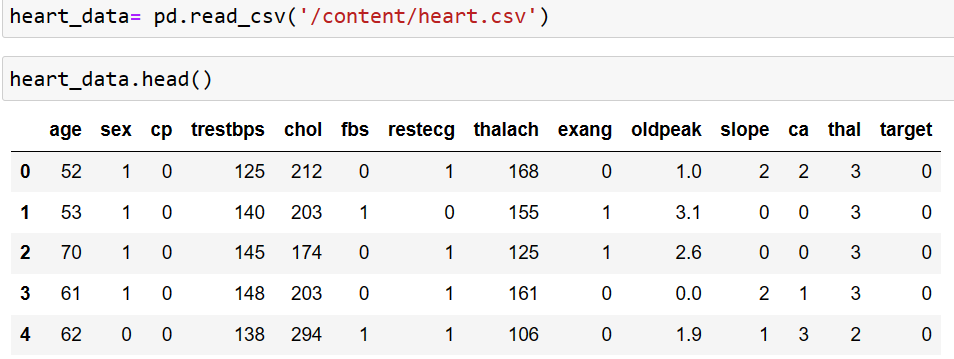 heart_data= pd.read_csv('/content/heart.csv')
heart_data.head()
age sex cp trestbps chol fbs restecg thalach exang oldpeak slope ca thal target
0 52 1 0 125 212 0 1 168 0 1.0 2 2 3 0
1 53 1 0 140 203 1 0 155 1 3.1 0 0 3 0
2 70 1 0 145 174 0 1 125 1 2.6 0 0 3 0
3 61 1 0 148 203 0 1 161 0 0.0 2 1 3 0
4 62 0 0 138 294 1 1 106 0 1.9 1 3 2 0